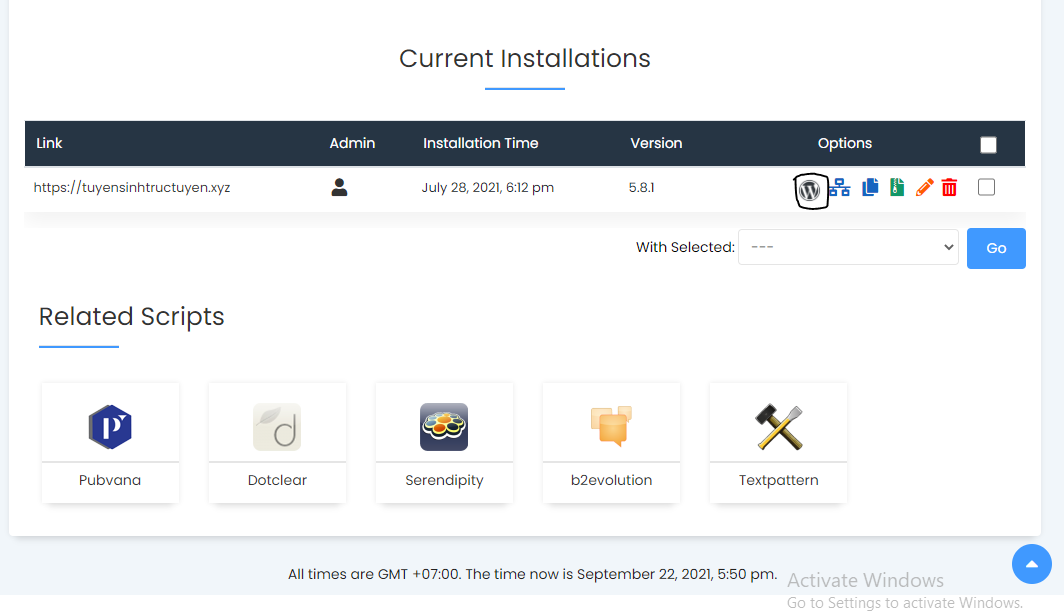 Current Installations
Link Admin Installation Time Version Options
https://tuyensinhtructuyen.xyz July 28, 2021, 6:12 pm 5.8.1
With Selected: --- Go
Related Scripts
Pubvana Dotclear Serendipity b2evolution Textpattern
All times are GMT +07:00. The time now is September 22, 2021, 5:50 pm.
Activate Windows
Go to Settings to activate Windows.